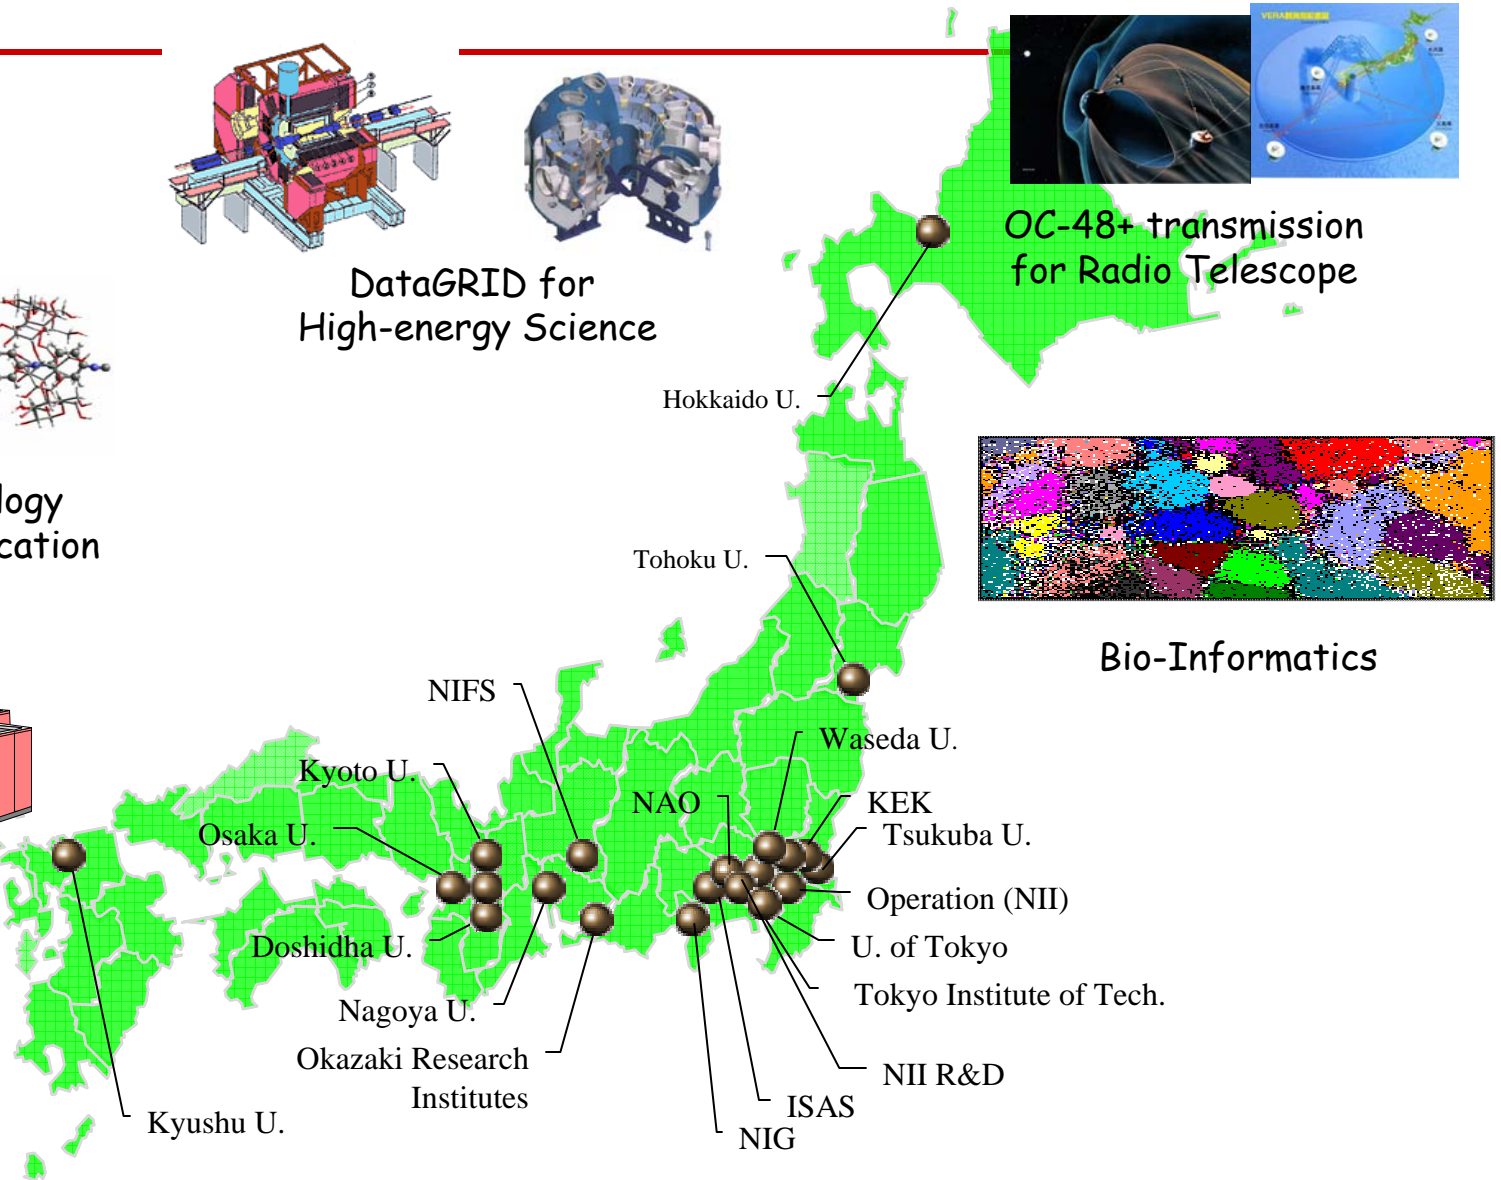 OC-48+ transmission
for Radio Telescope
DataGRID for
High-energy Science
Hokkaido U.
logy
cation
Tohoku U.
Bio-Informatics
NIFS
Waseda U.
Kyoto U.
NAO
KEK
Osaka U.
Tsukuba U.
Operation (NII)
Doshidha U.
U. of Tokyo
Nagoya U.
Tokyo Institute of Tech.
Okazaki Research
Institutes
NII R&D
ISAS
Kyushu U.
NIG